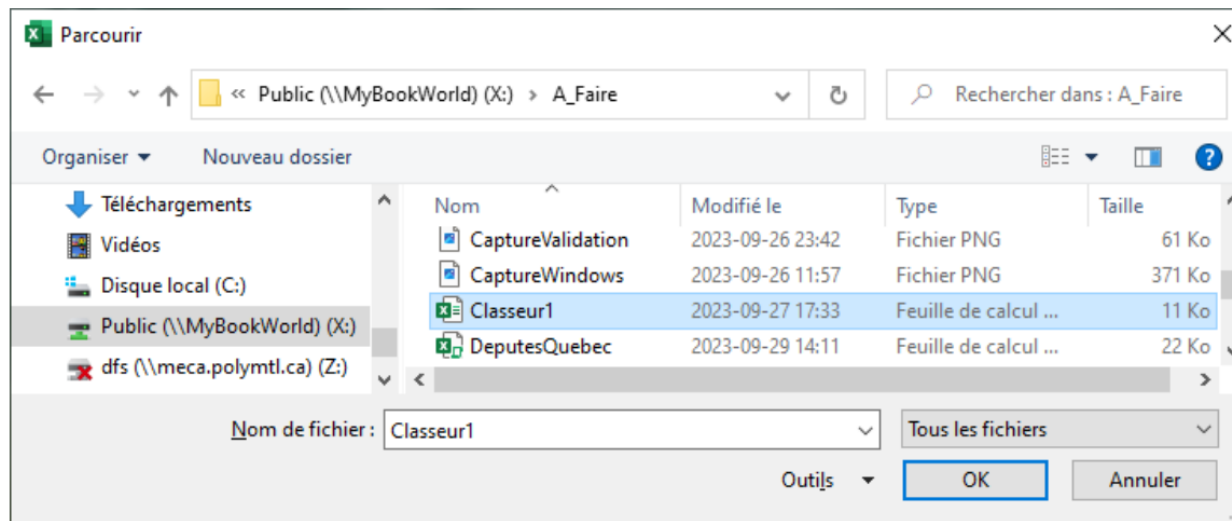 Parcourir
« Public (\\MyBookWorld) (X:) › A_Faire
Rechercher dans : A_Faire
Organiser
Nouveau dossier
Téléchargements
Vidéos
Disque local (C:)
Public (\\MyBookWorld) (X:)
dfs (\\meca.polymtl.ca) (Z:)
Nom Modifié le Type Taille
CaptureValidation 2023-09-26 23:42 Fichier PNG 61 Ko
CaptureWindows 2023-09-26 11:57 Fichier PNG 371 Ko
Classeur1 2023-09-27 17:33 Feuille de calcul ... 11 Ko
DeputesQuebec 2023-09-29 14:11 Feuille de calcul ... 22 Ko
Nom de fichier : Classeur1
Tous les fichiers
Outils
OK
Annuler